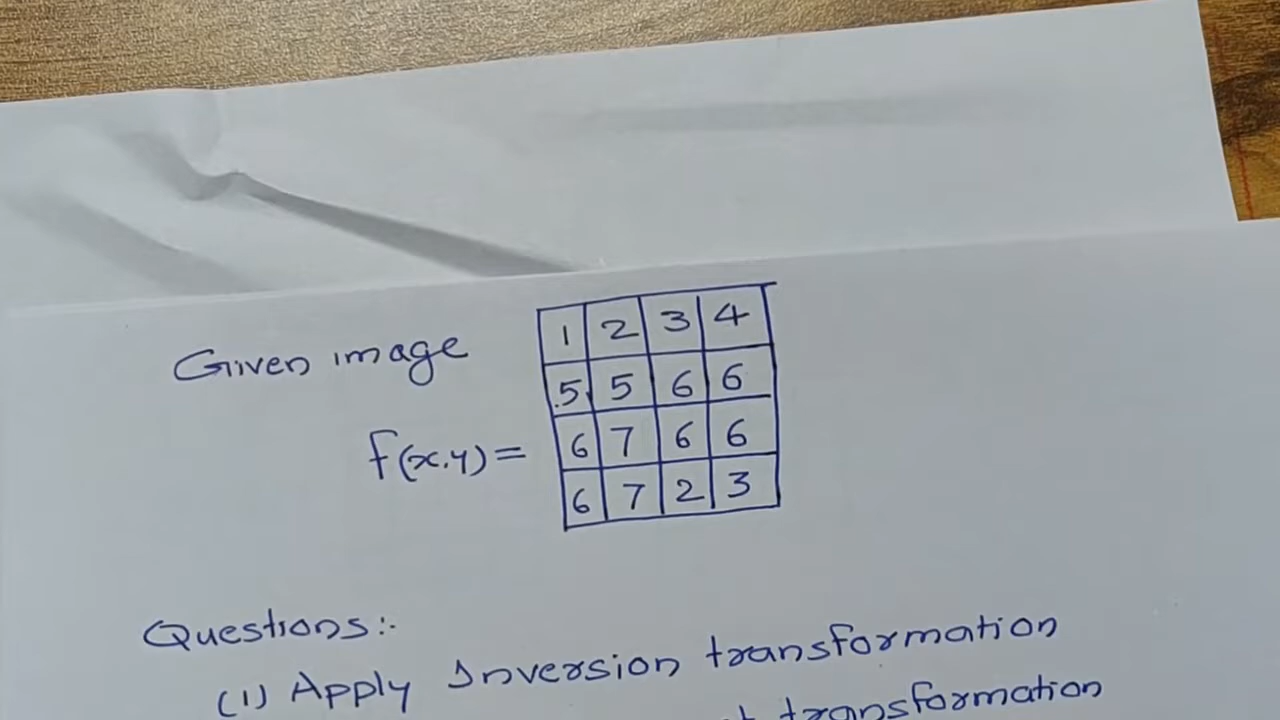 Given image
f(x,y) =
1 2 3 4
5 5 6 6
6 7 6 6
6 7 2 3
Questions:-
(1) Apply Inversion transformation
transformation